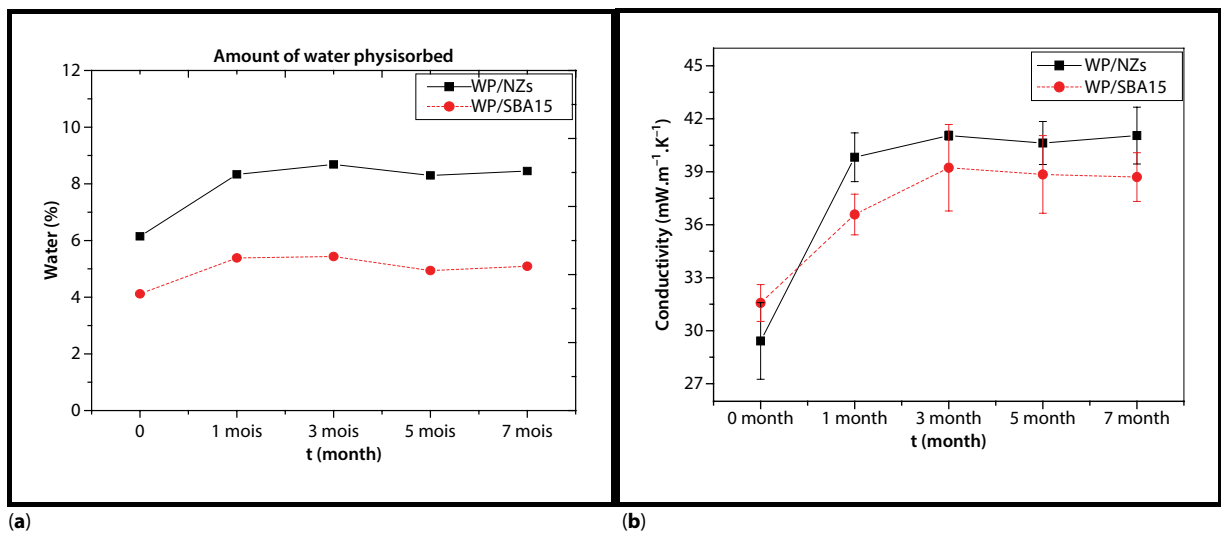 Amount of water physisorbed
WP/NZs
WP/SBA15
12
10
8
6
4
2
0
Water (%)
0 1 mois 3 mois 5 mois 7 mois
t (month)
(a)
WP/NZs
WP/SBA15
45
42
39
36
33
30
27
Conductivity (mW.m⁻¹.K⁻¹)
0 month 1 month 3 month 5 month 7 month
t (month)
(b)